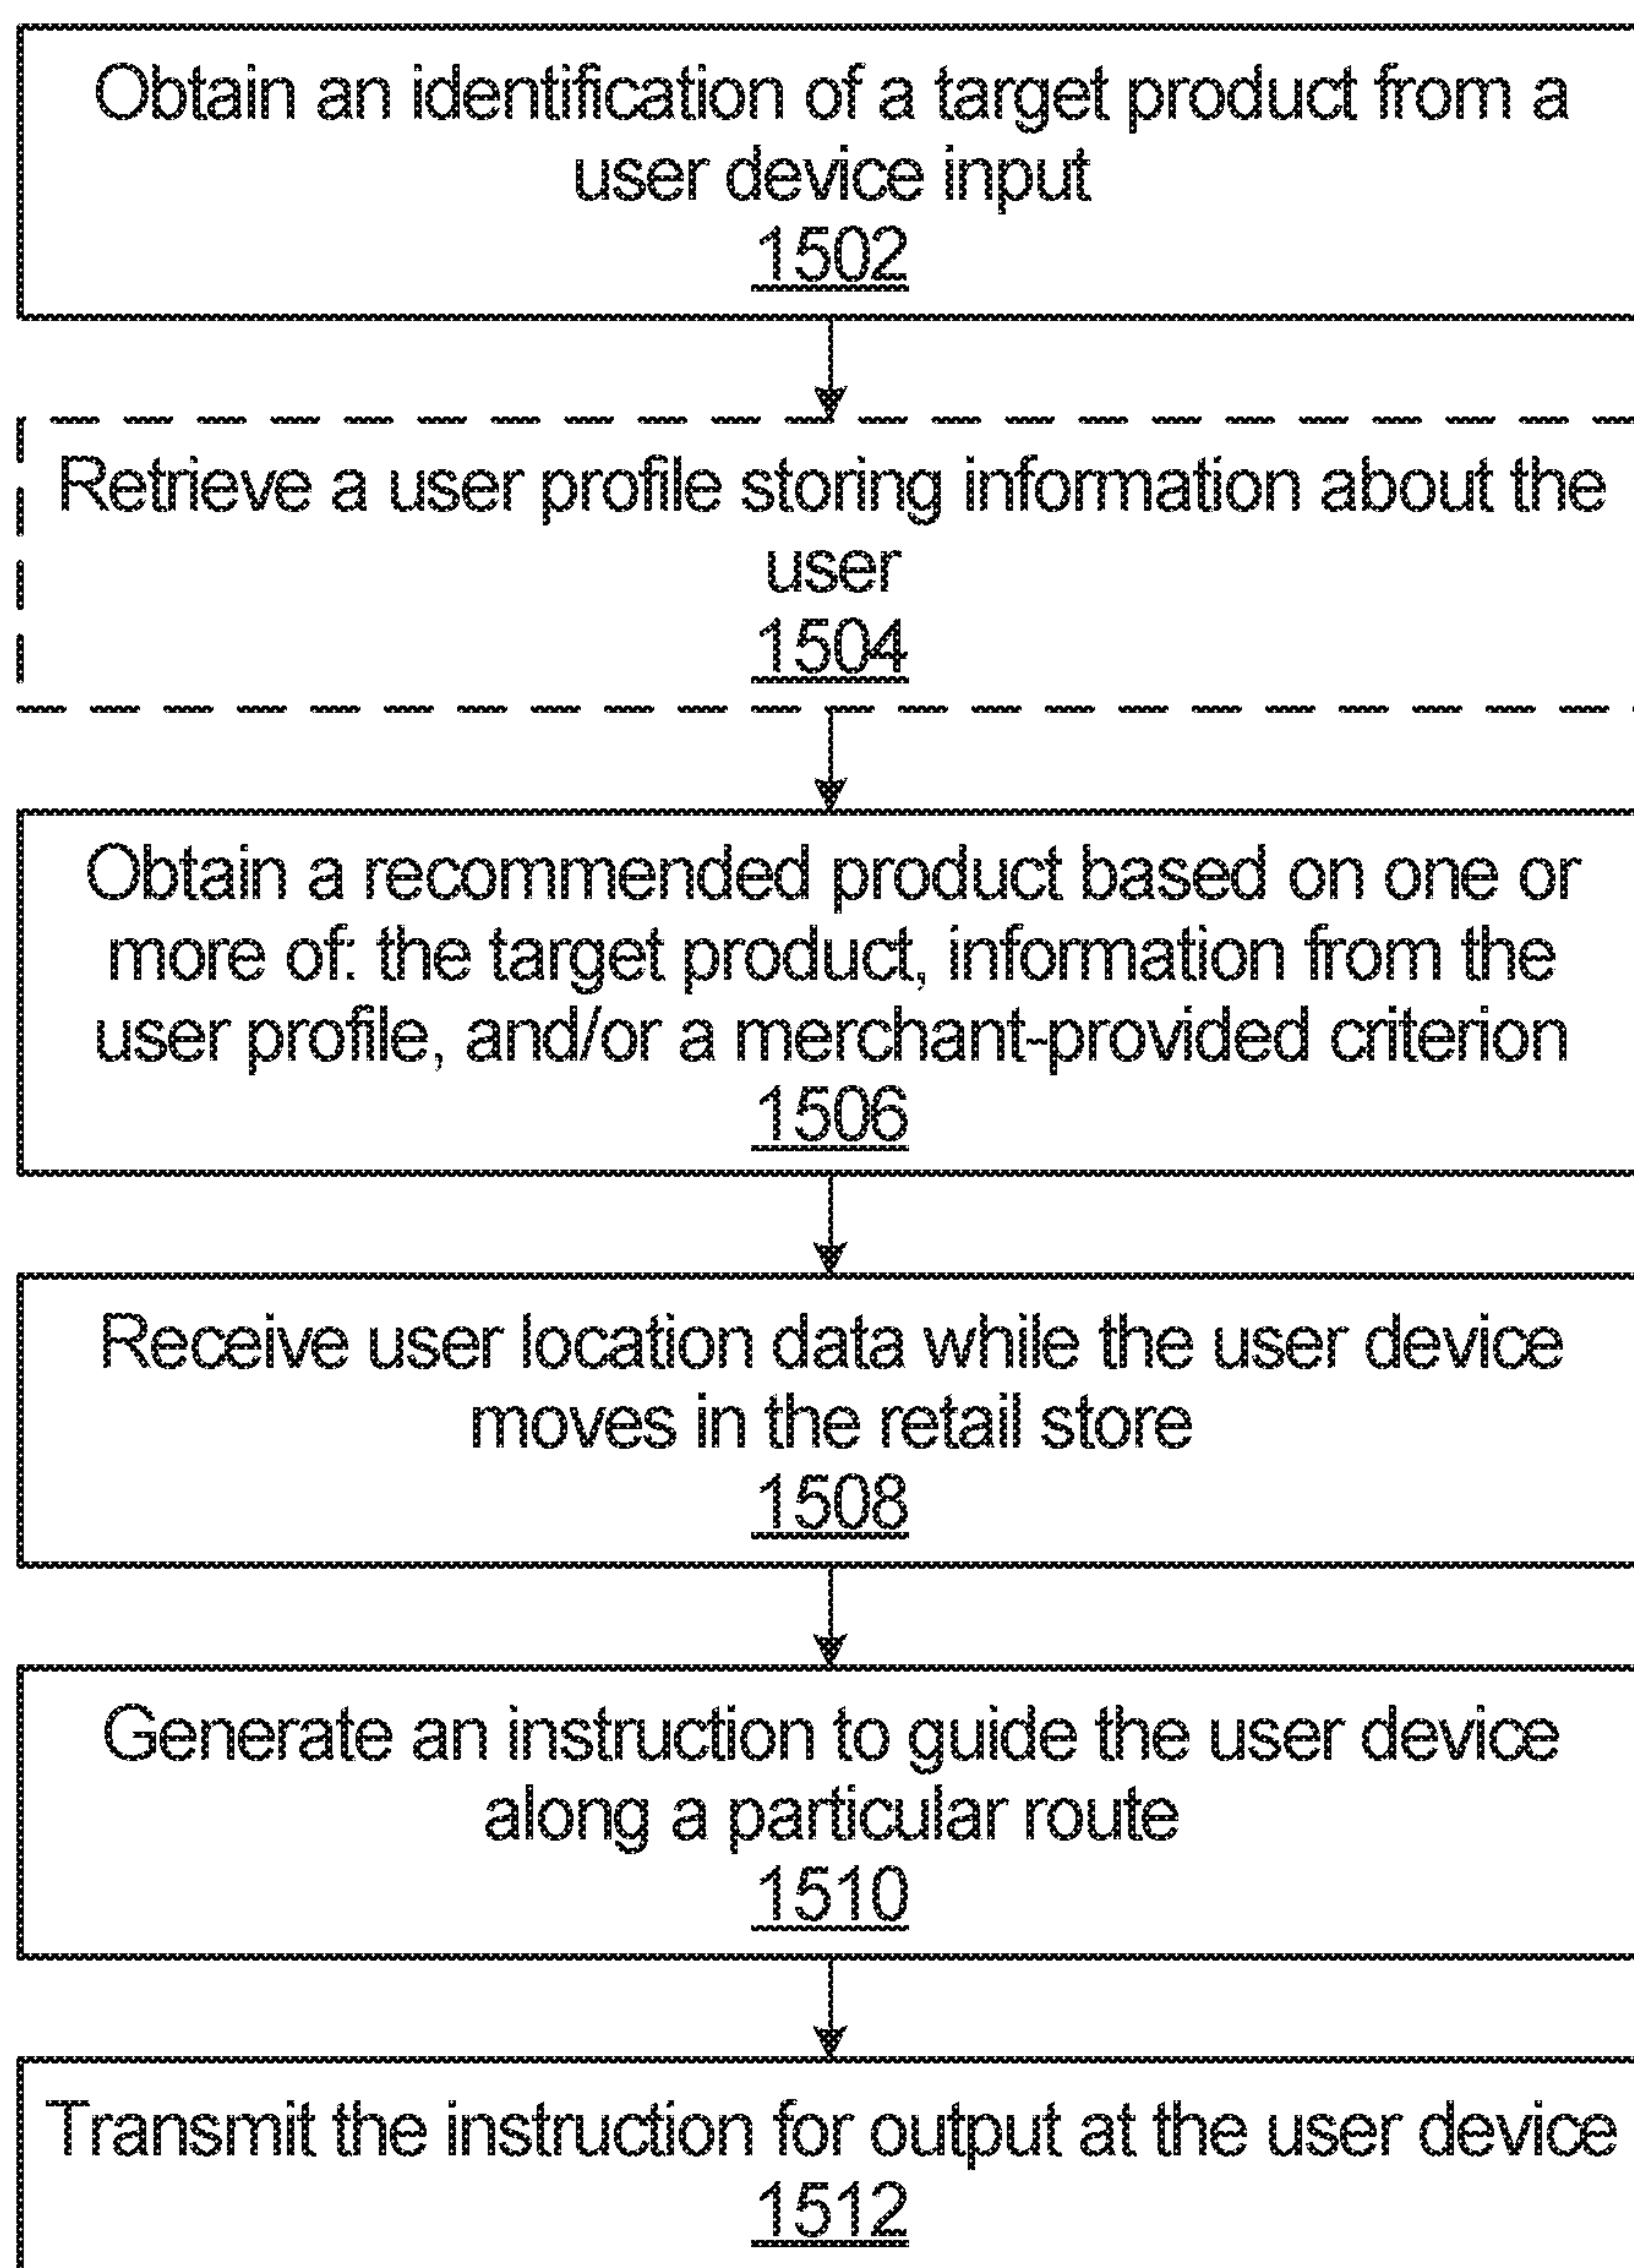 Obtain an identification of a target product from a
user device input
1502
Retrieve a user profile storing information about the
user
1504
Obtain a recommended product based on one or
more of: the target product, information from the
user profile, and/or a merchant-provided criterion
1506
Receive user location data while the user device
moves in the retail store
1508
Generate an instruction to guide the user device
along a particular route
1510
Transmit the instruction for output at the user device
1512